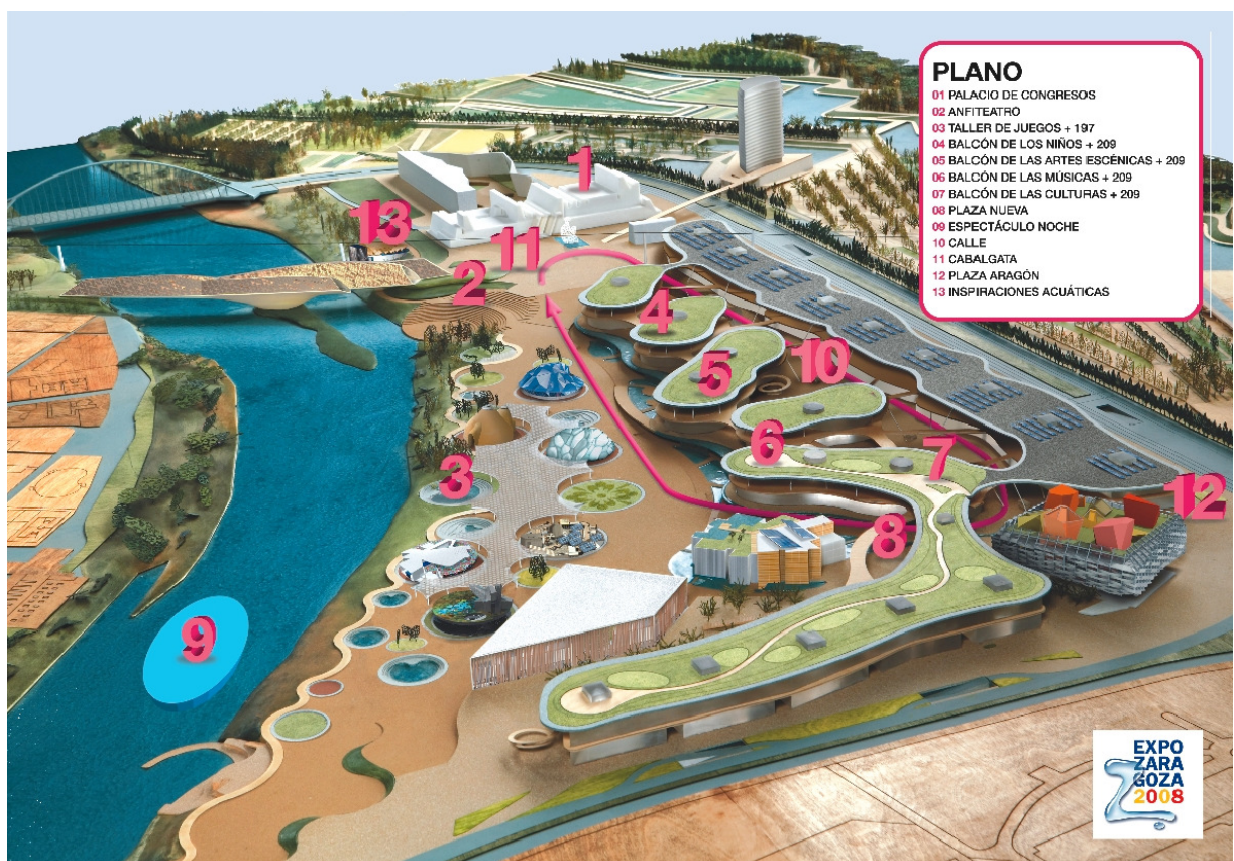 PLANO
01 PALACIO DE CONGRESOS
02 ANFITEATRO
03 TALLER DE JUEGOS + 197
04 BALCÓN DE LOS NIÑOS + 209
05 BALCÓN DE LAS ARTES ESCÉNICAS + 209
06 BALCÓN DE LAS MÚSICAS + 209
07 BALCÓN DE LAS CULTURAS + 209
08 PLAZA NUEVA
09 ESPECTÁCULO NOCHE
10 CALLE
11 CABALGATA
12 PLAZA ARAGÓN
13 INSPIRACIONES ACUÁTICAS
1
13
11
2
4
5
10
6
7
3
12
8
9
EXPO
ZARA
GOZA
2008